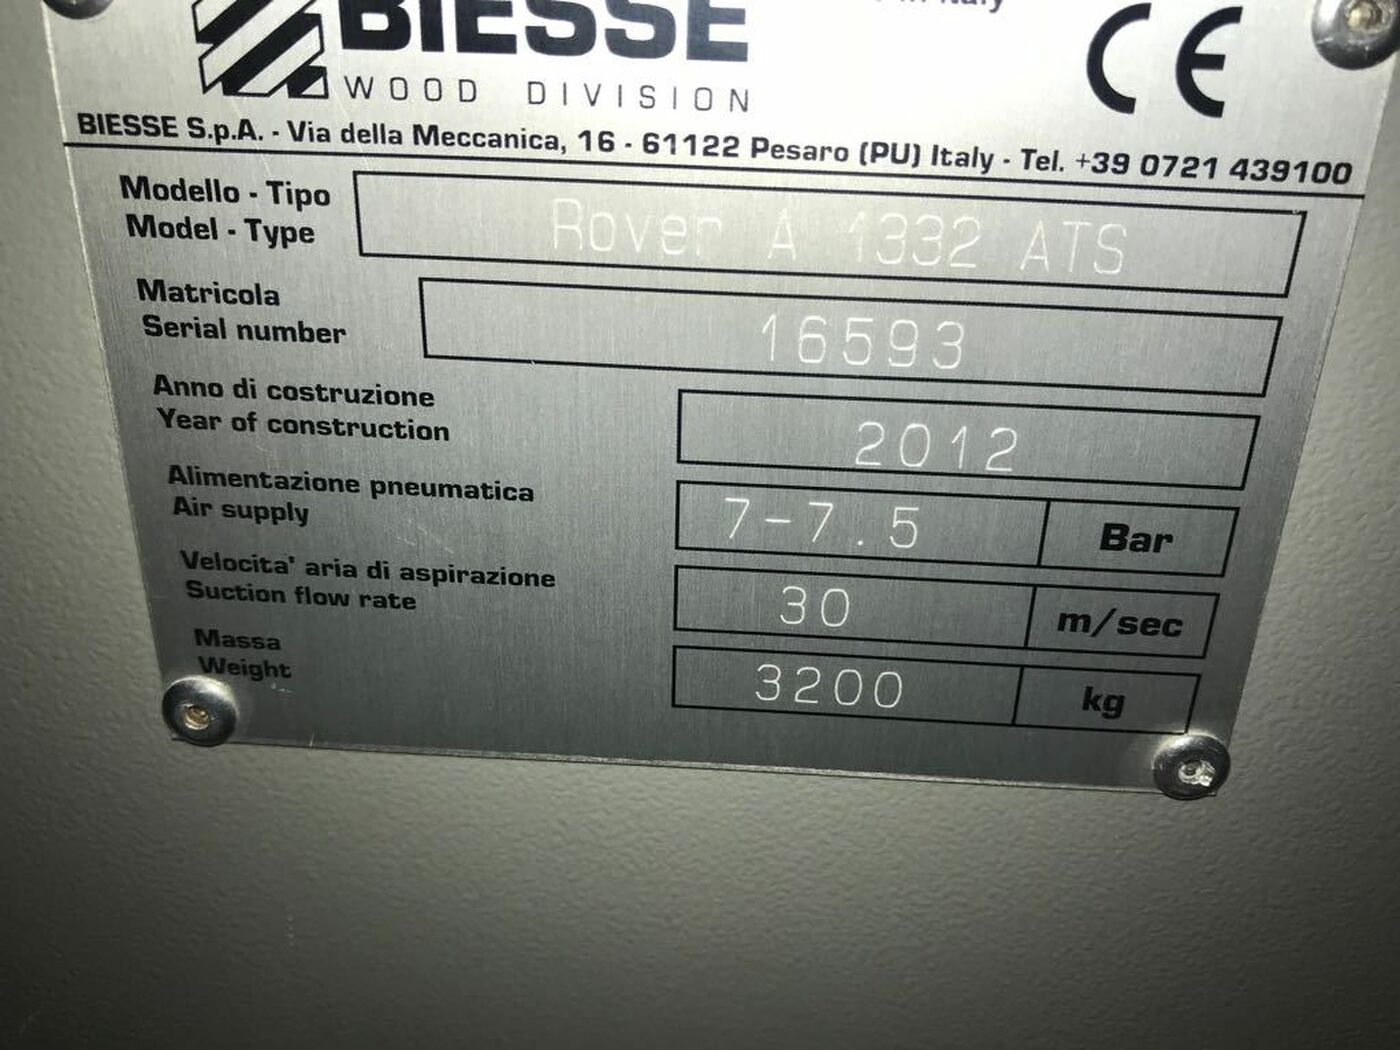 in Italy
BIESSE
WOOD DIVISION
CE
BIESSE S.p.A. - Via della Meccanica, 16 - 61122 Pesaro (PU) Italy - Tel. +39 0721 439100
Modello - Tipo
Model - Type
Rover A 1332 ATS
Matricola
Serial number
16593
Anno di costruzione
Year of construction
2012
Alimentazione pneumatica
Air supply
7-7.5 Bar
Velocita' aria di aspirazione
Suction flow rate
30 m/sec
Massa
Weight
3200 kg